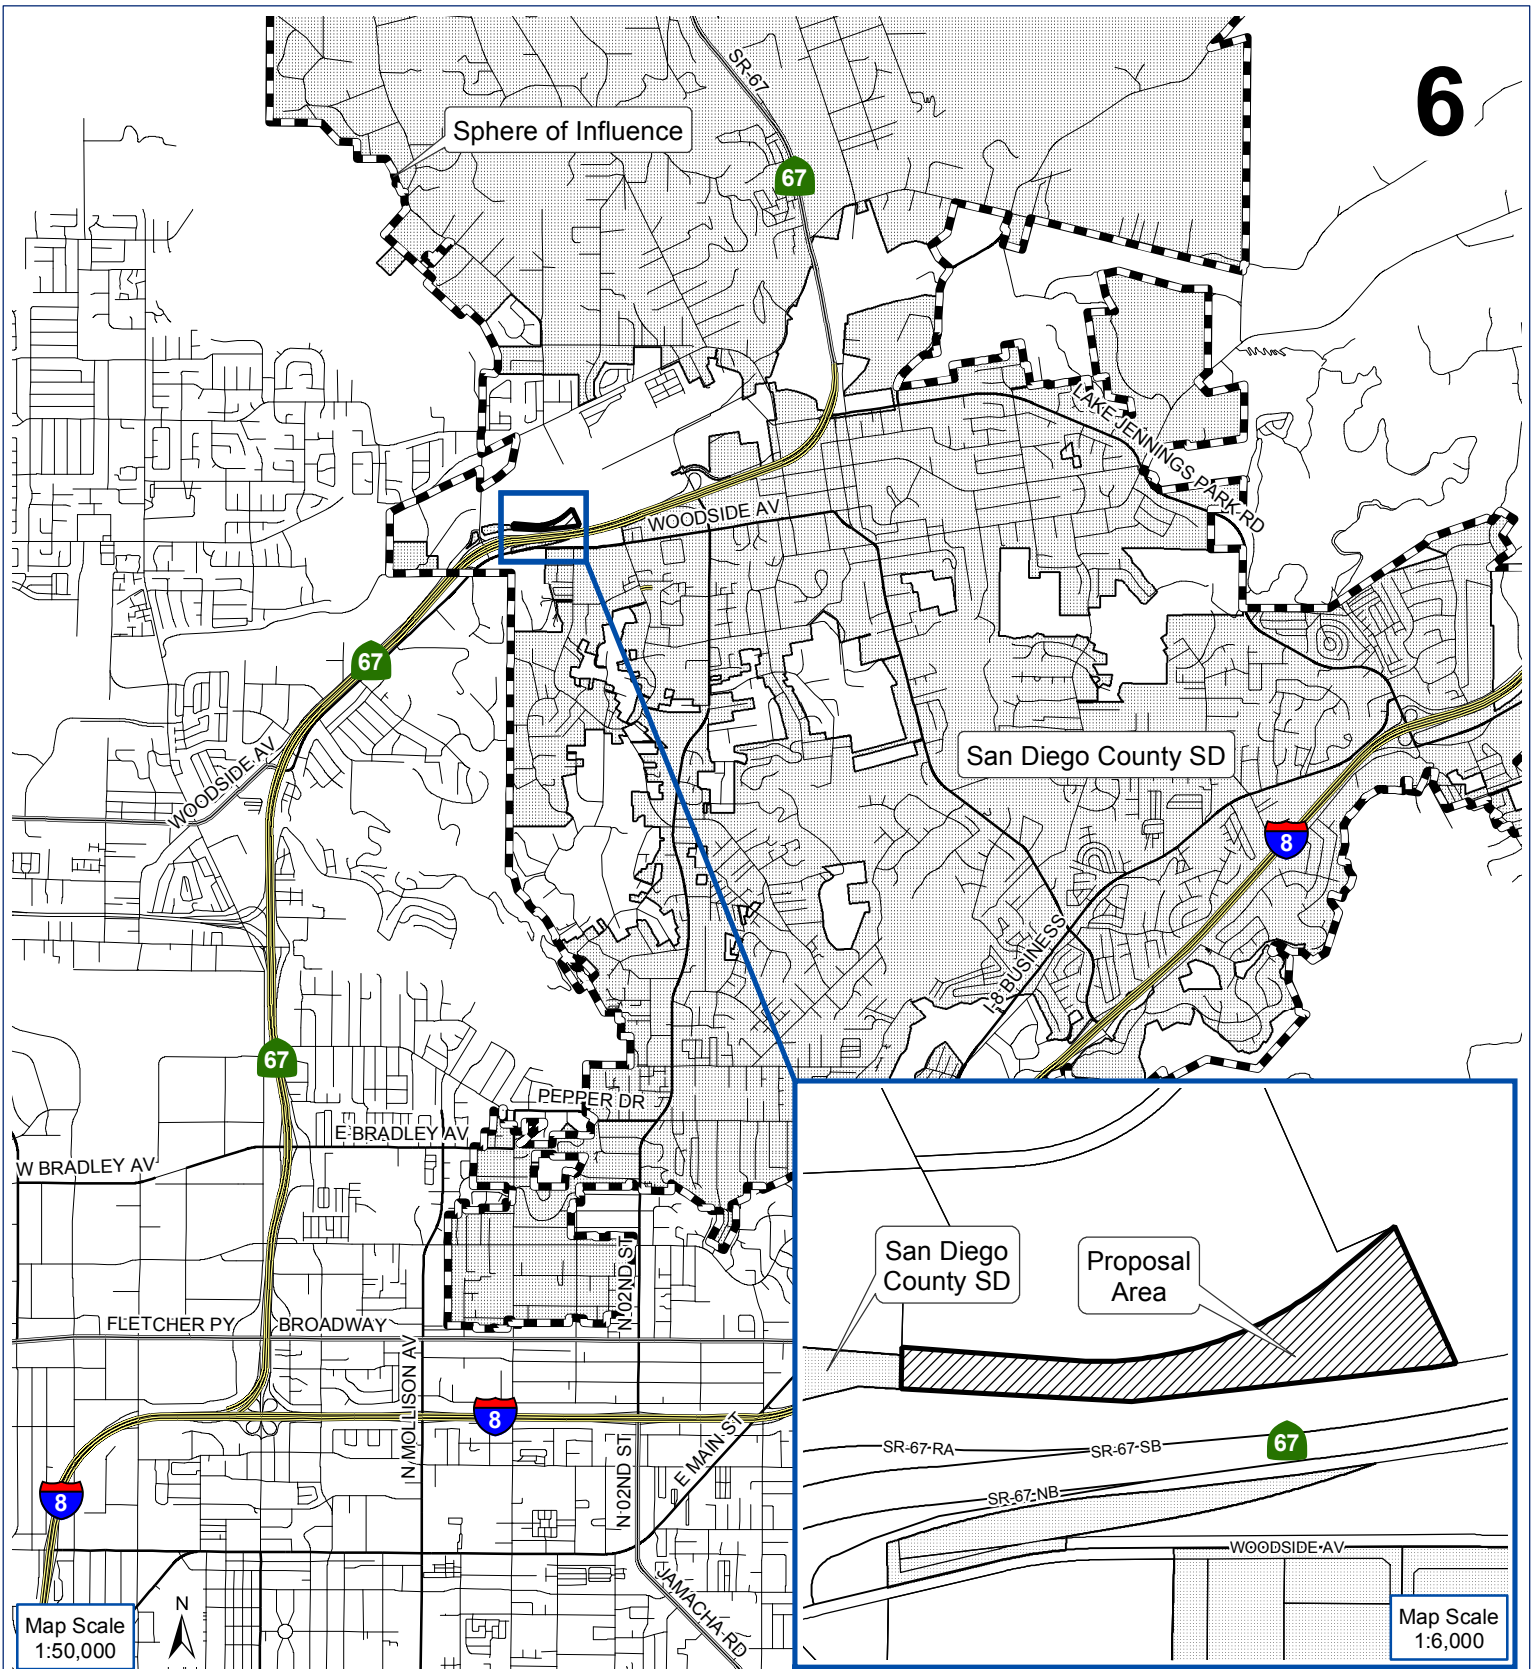 6
SR-67
Sphere of Influence
67
LAKE JENNINGS PARK RD
WOODSIDE AV
67
San Diego County SD
WOODSIDE AV
8
I-8 BUSINESS
67
PEPPER DR
E BRADLEY AV
W BRADLEY AV
N 02ND ST
FLETCHER PY
BROADWAY
N MOLLISON AV
8
E MAIN ST
N 02ND ST
8
JAMACHA RD
N
Map Scale
1:50,000
San Diego
County SD
Proposal
Area
SR-67 RA
SR-67 SB
67
SR-67 NB
WOODSIDE AV
Map Scale
1:6,000